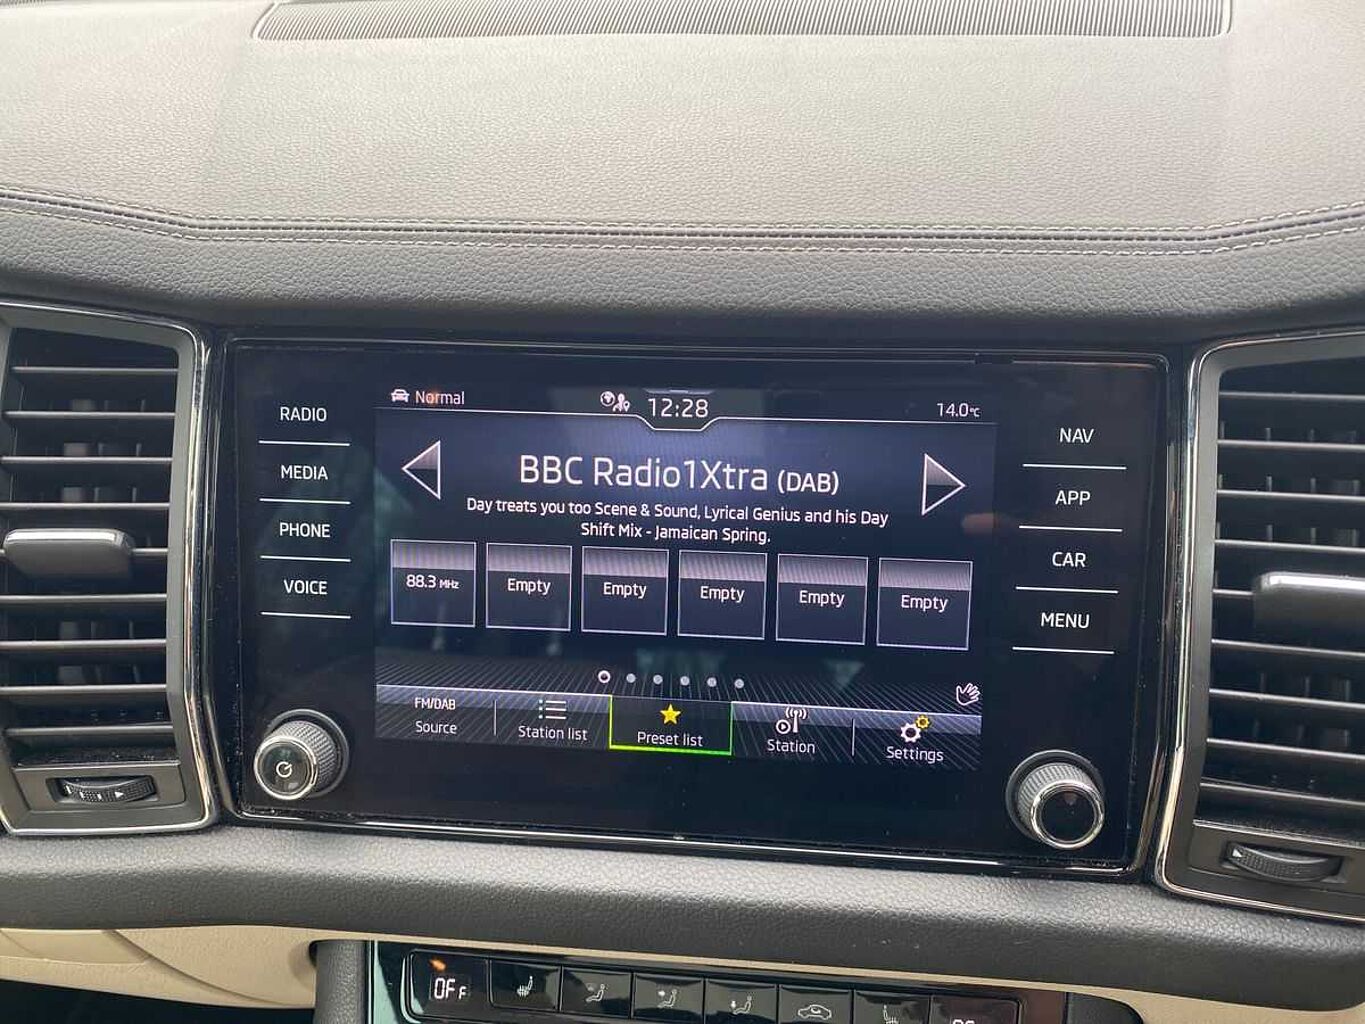 Normal
12:28
14.0°C
RADIO
MEDIA
PHONE
VOICE
NAV
APP
CAR
MENU
BBC Radio1Xtra (DAB)
Day treats you too Scene & Sound, Lyrical Genius and his Day
Shift Mix - Jamaican Spring.
88.3 MHz
Empty
Empty
Empty
Empty
Empty
FM/DAB
Source
Station list
Preset list
Station
Settings
OFF